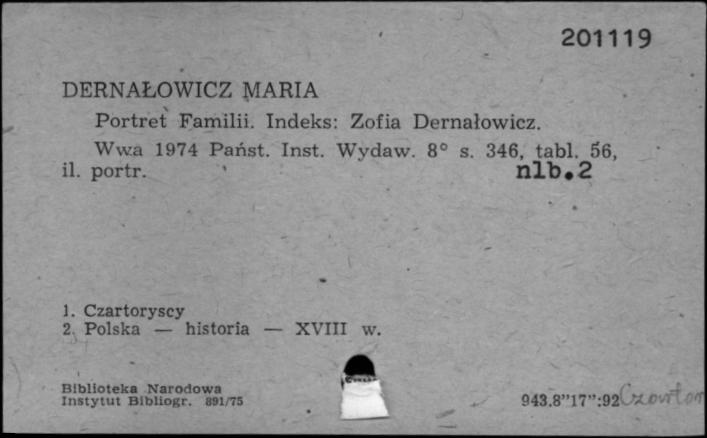 201119
DERNAŁOWICZ MARIA
Portret Familii. Indeks: Zofia Dernałowicz.
Wwa 1974 Państ. Inst. Wydaw. 8° s. 346, tabl. 56,
il. portr. nlb.2
1. Czartoryscy
2. Polska — historia — XVIII w.
Biblioteka Narodowa
Instytut Bibliogr. 891/75
943.8"17":92 Czartor